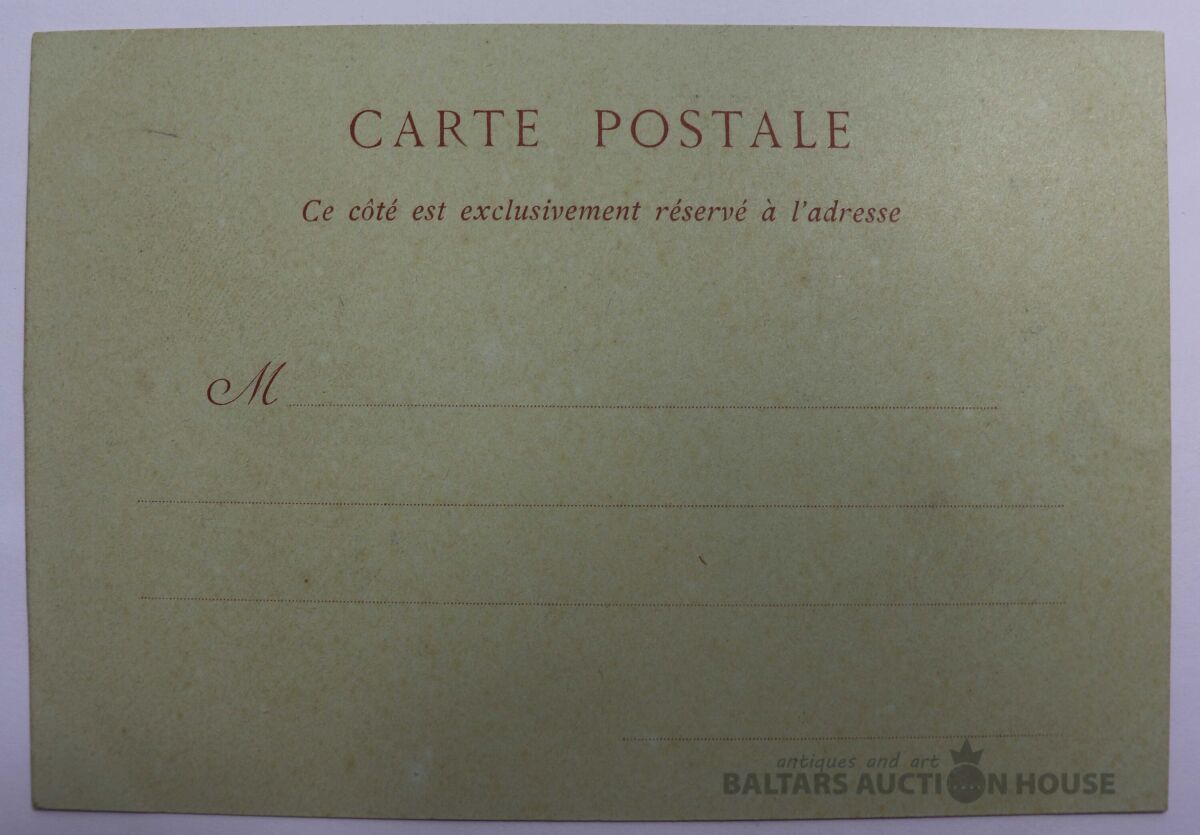 CARTE POSTALE
Ce côté est exclusivement réservé à l'adresse
M
antiques and art
BALTARS AUCTION HOUSE